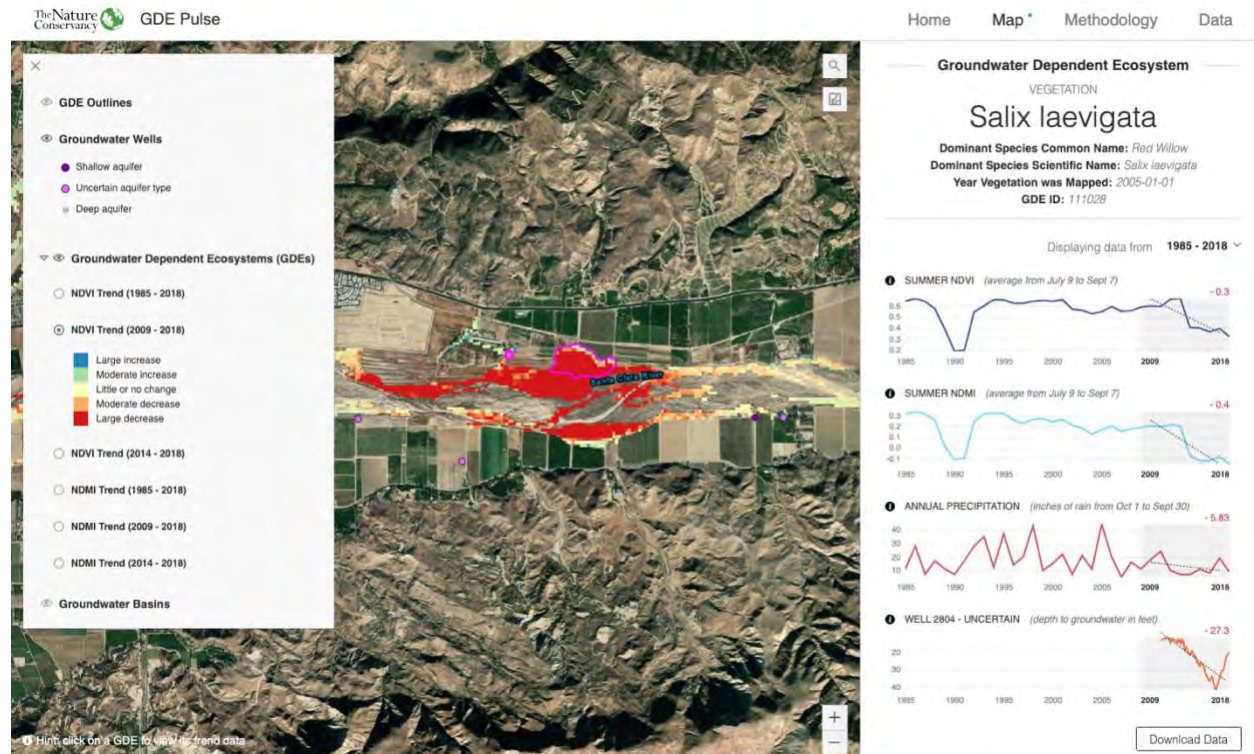 The Nature
Conservancy
GDE Pulse
Home Map Methodology Data
GDE Outlines
Groundwater Wells
Shallow aquifer
Uncertain aquifer type
Deep aquifer
Groundwater Dependent Ecosystems (GDEs)
NDVI Trend (1985 - 2018)
NDVI Trend (2009 - 2018)
Large increase
Moderate increase
Little or no change
Moderate decrease
Large decrease
NDVI Trend (2014 - 2018)
NDMI Trend (1985 - 2018)
NDMI Trend (2009 - 2018)
NDMI Trend (2014 - 2018)
Groundwater Basins
Hint: click on a GDE to view its trend data
Santa Clara River
Groundwater Dependent Ecosystem
VEGETATION
Salix laevigata
Dominant Species Common Name: Red Willow
Dominant Species Scientific Name: Salix laevigata
Year Vegetation was Mapped: 2005-01-01
GDE ID: 111028
Displaying data from 1985 - 2018
SUMMER NDVI (average from July 9 to Sept 7)
- 0.3
0.6
0.5
0.4
0.3
0.2
1985 1990 1995 2000 2005 2009 2018
SUMMER NDMI (average from July 9 to Sept 7)
- 0.4
0.3
0.2
0.1
0.0
-0.1
1985 1990 1995 2000 2005 2009 2018
ANNUAL PRECIPITATION (inches of rain from Oct 1 to Sept 30)
- 5.83
40
30
20
10
1985 1990 1995 2000 2005 2009 2018
WELL 2804 - UNCERTAIN (depth to groundwater in feet)
- 27.3
20
30
40
1985 1990 1995 2000 2005 2009 2018
Download Data